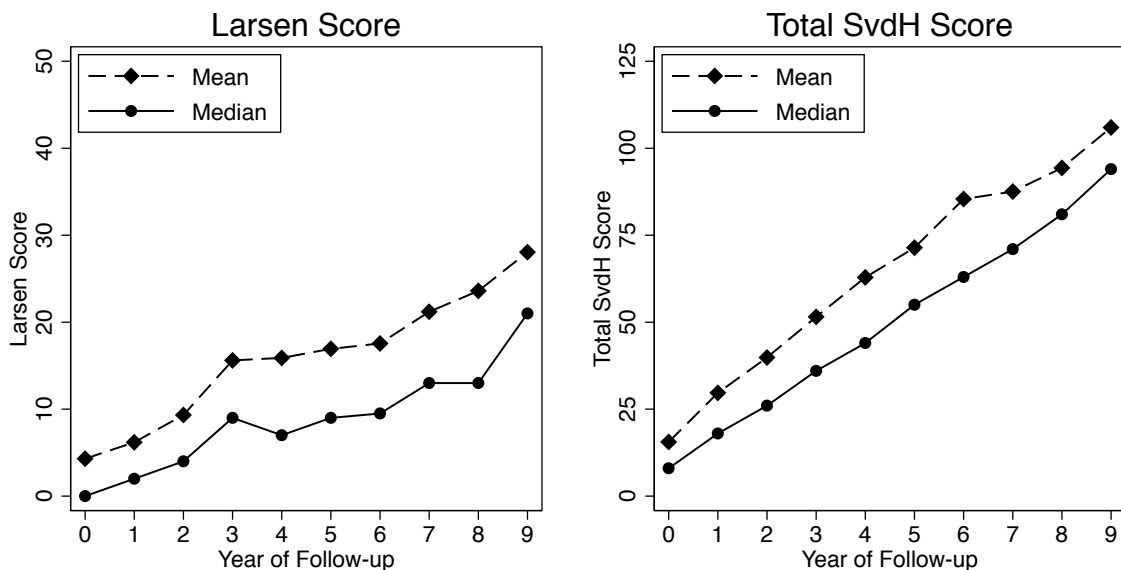 Larsen Score
Mean
Median
50
40
30
20
10
0
Larsen Score
0 1 2 3 4 5 6 7 8 9
Year of Follow-up
Total SvdH Score
Mean
Median
125
100
75
50
25
0
Total SvdH Score
0 1 2 3 4 5 6 7 8 9
Year of Follow-up